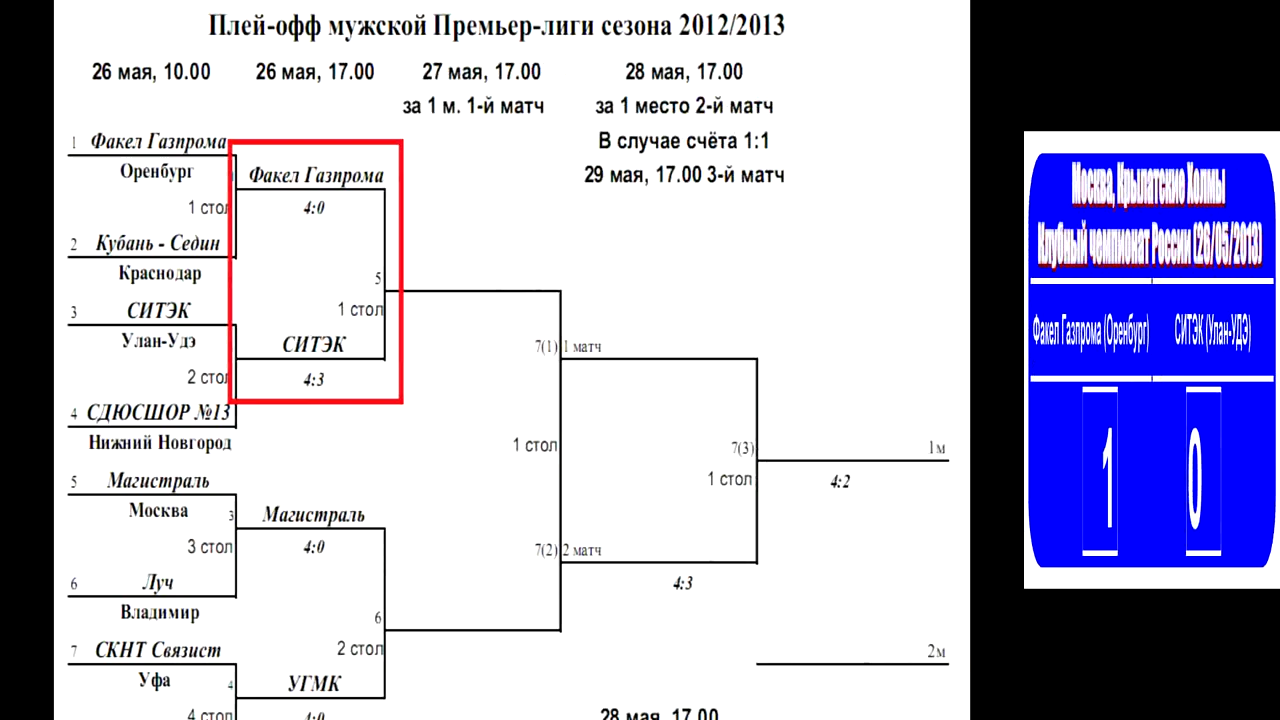 Плей-офф мужской Премьер-лиги сезона 2012/2013
26 мая, 10.00 26 мая, 17.00 27 мая, 17.00 28 мая, 17.00
за 1 м. 1-й матч за 1 место 2-й матч
В случае счёта 1:1
29 мая, 17.00 3-й матч
1 Факел Газпрома
Оренбург
Факел Газпрома
1 стол
4:0
2 Кубань - Седин
Краснодар
5
3 СИТЭК
1 стол
Улан-Удэ
СИТЭК
7(1) 1 матч
2 стол
4:3
4 СДЮСШОР №13
Нижний Новгород
1 стол
7(3)
1м
1 стол
4:2
5 Магистраль
Москва
3
Магистраль
3 стол
4:0
7(2) 2 матч
6 Луч
4:3
Владимир
6
7 СКНТ Связист
2 стол
2м
Уфа
4
УГМК
4 стол
4:0
28 мая, 17.00
Москва, Крылатские Холмы
Клубный чемпионат России (26/05/2013)
Факел Газпрома (Оренбург) СИТЭК (Улан-УДЭ)
1 0